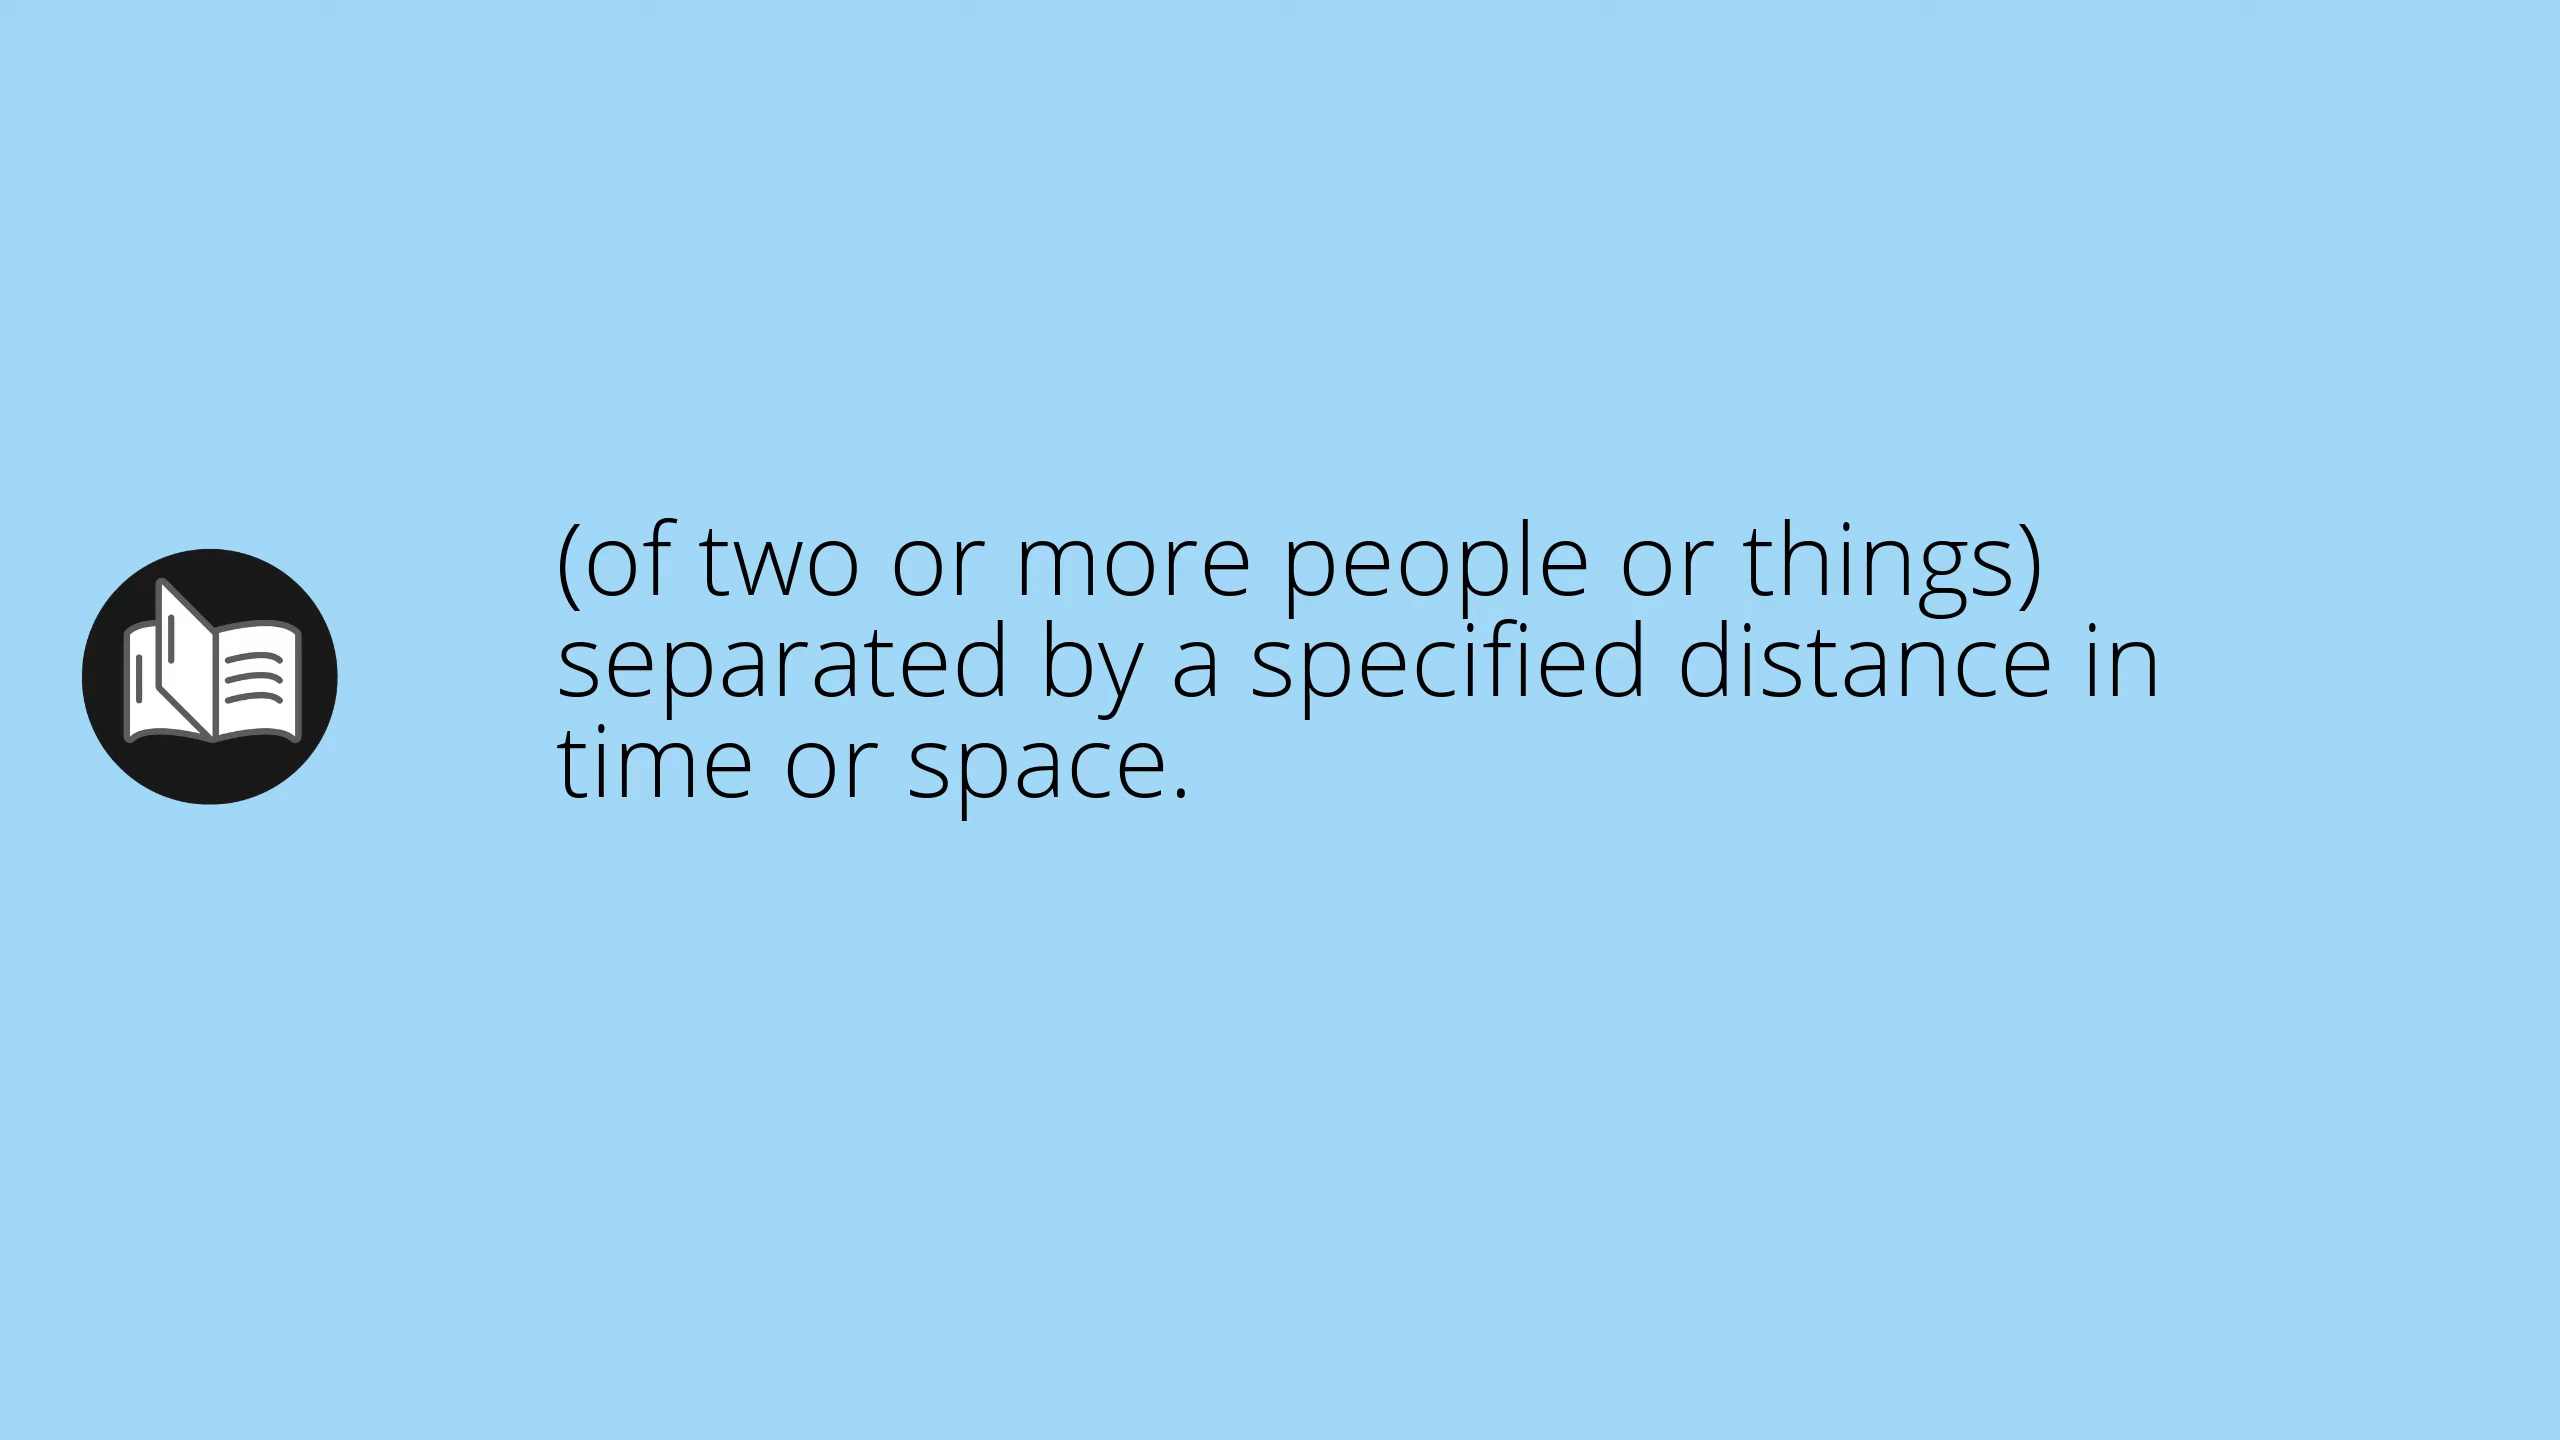 (of two or more people or things)
separated by a specified distance in
time or space.